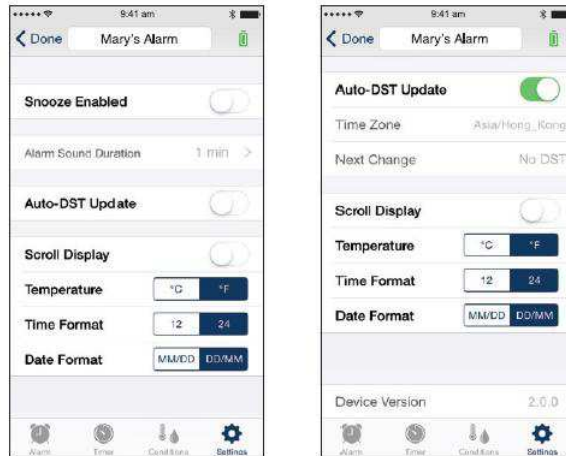 9:41 am
Done Mary's Alarm
Snooze Enabled
Alarm Sound Duration 1 min
Auto-DST Update
Scroll Display
Temperature °C °F
Time Format 12 24
Date Format MM/DD DD/MM
Alarm Timer Conditions Settings
9:41 am
Done Mary's Alarm
Auto-DST Update
Time Zone Asia/Hong_Kong
Next Change No DST
Scroll Display
Temperature °C °F
Time Format 12 24
Date Format MM/DD DD/MM
Device Version 2.0.0
Alarm Timer Conditions Settings